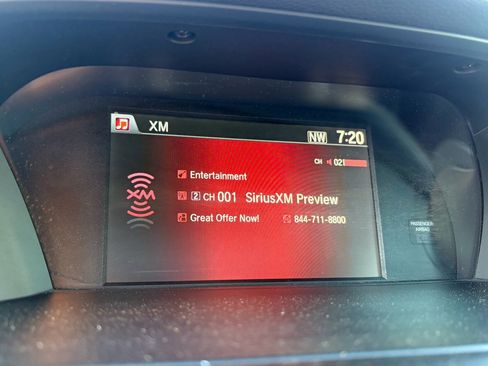 XM
NW 7:20
CH 021
Entertainment
XM
2 CH 001 SiriusXM Preview
Great Offer Now! 844-711-8800
PASSENGER
AIRBAG